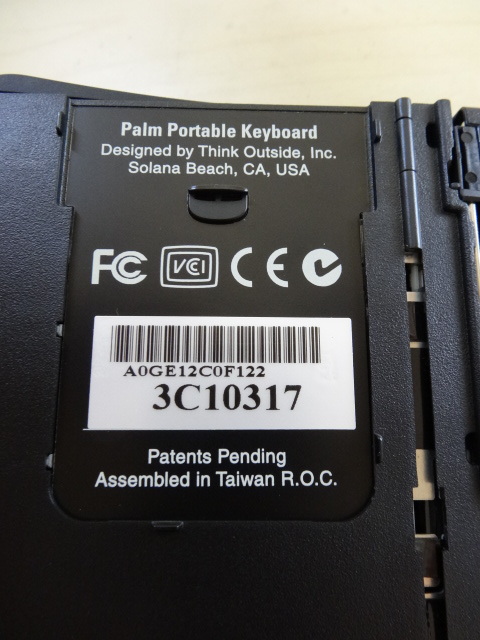 Palm Portable Keyboard
Designed by Think Outside, Inc.
Solana Beach, CA, USA
FC VCI CE
A0GE12C0F122
3C10317
Patents Pending
Assembled in Taiwan R.O.C.